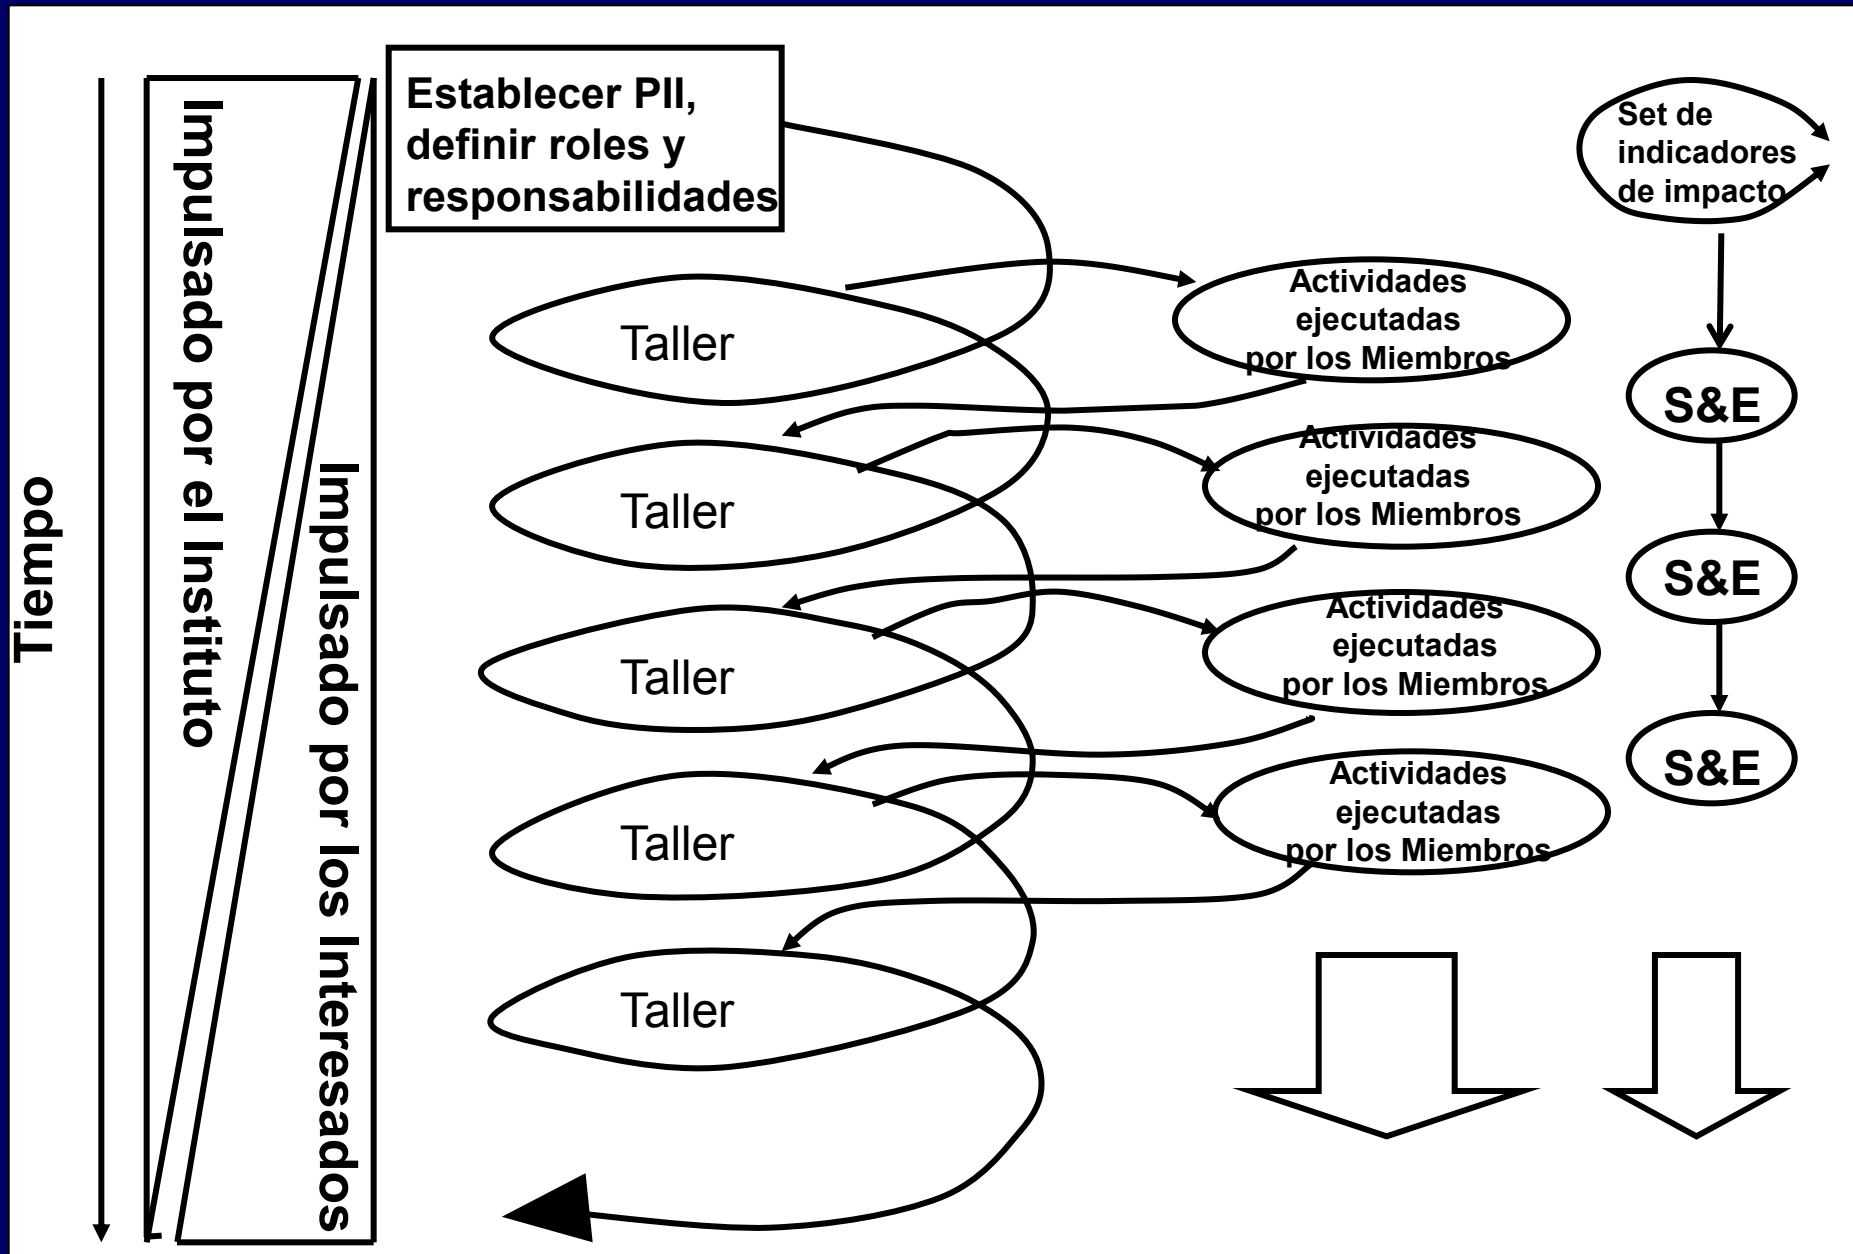 Tiempo
Impulsado por el Instituto
Impulsado por los Interesados
Establecer PII,
definir roles y
responsabilidades
Taller
Taller
Taller
Taller
Taller
Actividades
ejecutadas
por los Miembros
Actividades
ejecutadas
por los Miembros
Actividades
ejecutadas
por los Miembros
Actividades
ejecutadas
por los Miembros
Set de
indicadores
de impacto
S&E
S&E
S&E